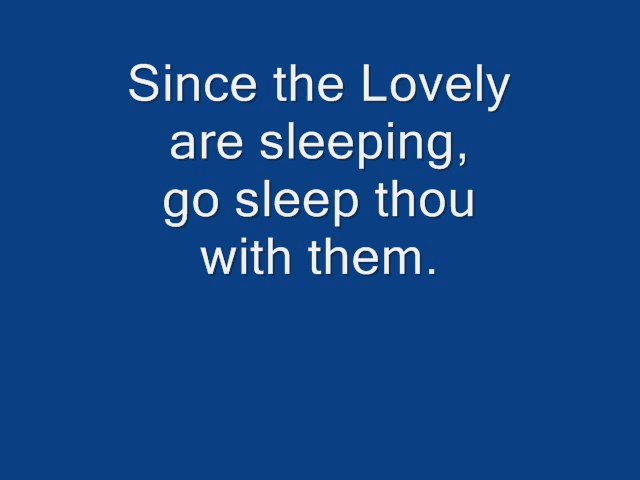 Since the Lovely
are sleeping,
go sleep thou
with them.